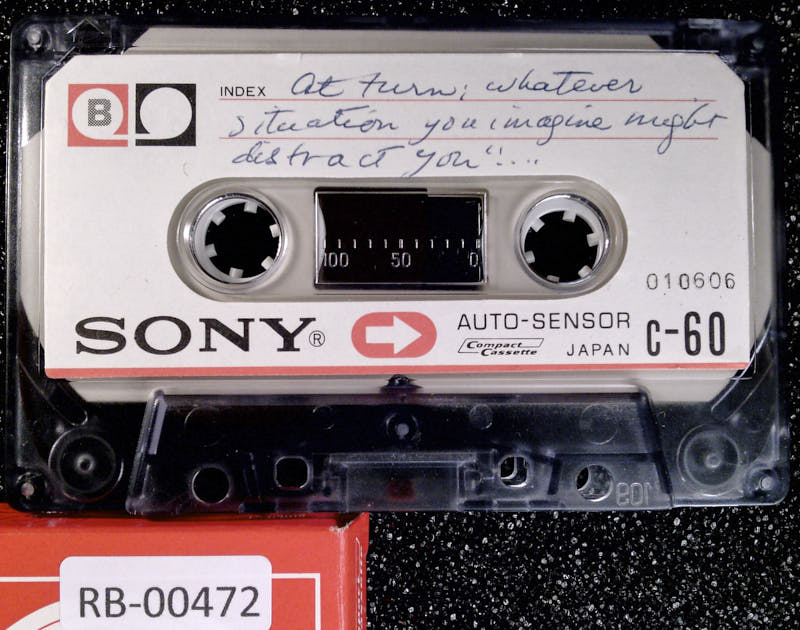 B
INDEX At turn; whatever
situation you imagine might
distract you"...
100 50 0
010606
SONY®
AUTO-SENSOR
Compact Cassette
JAPAN
C-60
108
RB-00472